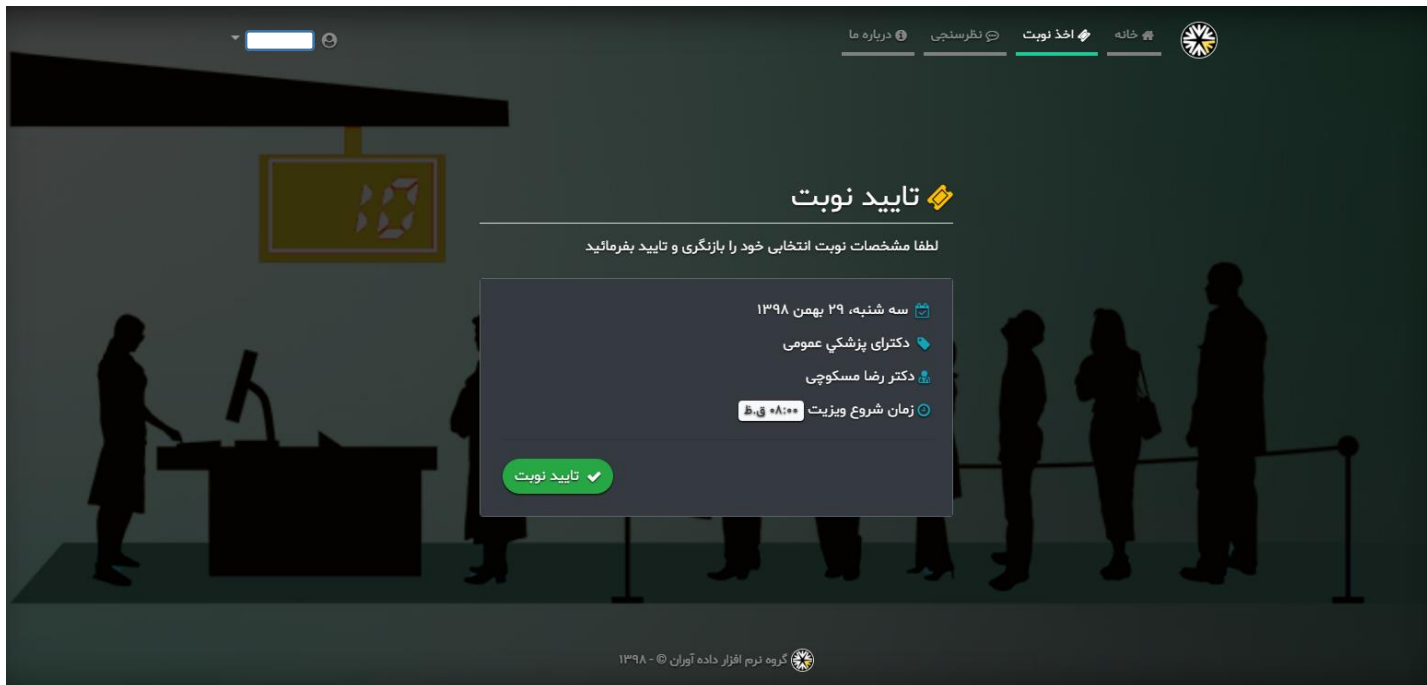 خانه
اخذ نوبت
نظرسنجی
درباره ما
10
تایید نوبت
لطفا مشخصات نوبت انتخابی خود را بازنگری و تایید بفرمائید
سه شنبه، ۲۹ بهمن ۱۳۹۸
دکترای پزشكي عمومی
دکتر رضا مسکوچی
زمان شروع ویزیت ۰۸:۰۰ ق.ظ
تایید نوبت
گروه نرم افزار داده آوران © - ۱۳۹۸